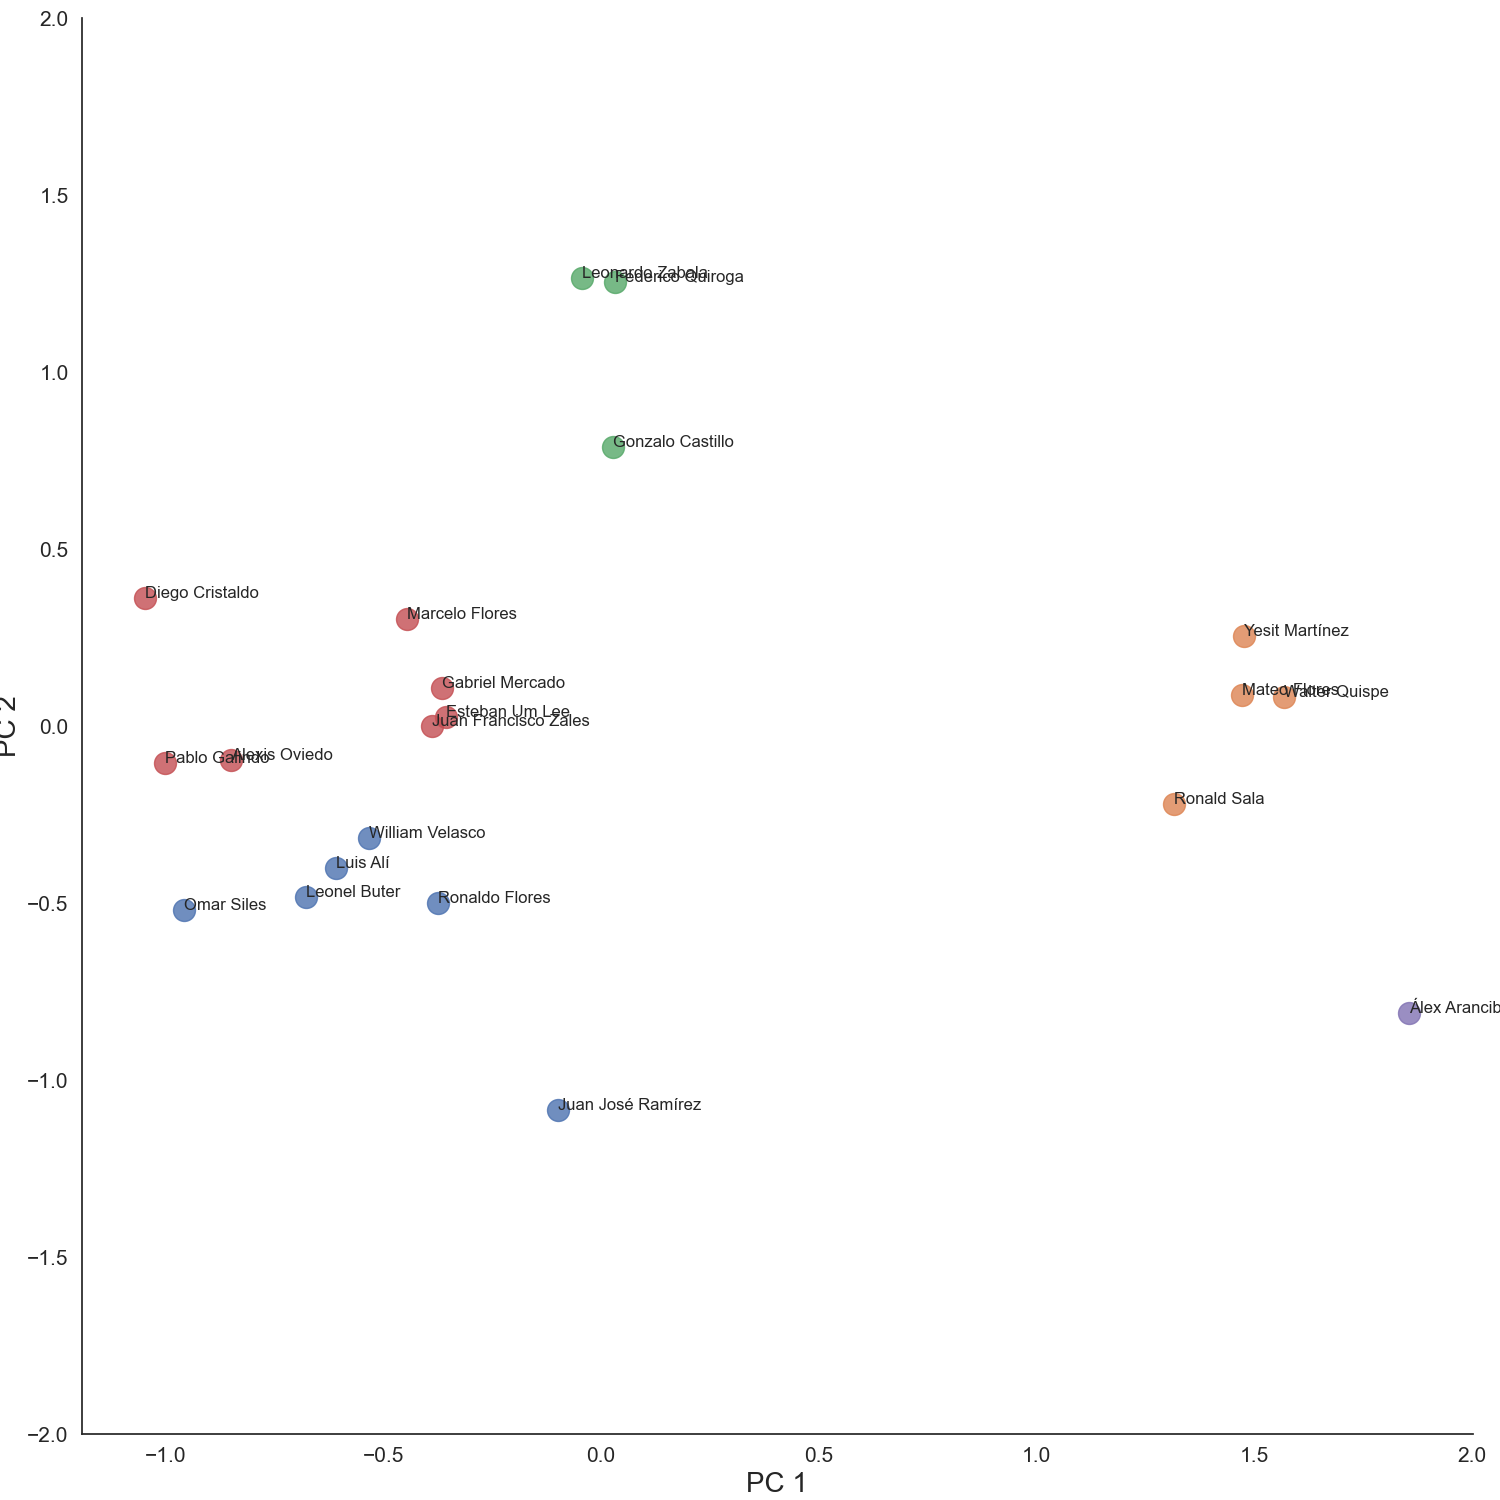 2.0
1.5
Leonardo Zabala
Federico Quiroga
1.0
Gonzalo Castillo
0.5
Diego Cristaldo
Marcelo Flores
Yesit Martínez
Gabriel Mercado
Mateo Flores
Walter Quispe
Esteban Um Lee
Juan Francisco Zales
0.0
PC 2
Alexis Oviedo
Pablo Galindo
Ronald Sala
William Velasco
Luis Alí
Leonel Buter
Ronaldo Flores
Omar Siles
−0.5
Álex Arancib
−1.0
Juan José Ramírez
−1.5
−2.0
−1.0 −0.5 0.0 0.5 1.0 1.5 2.0
PC 1